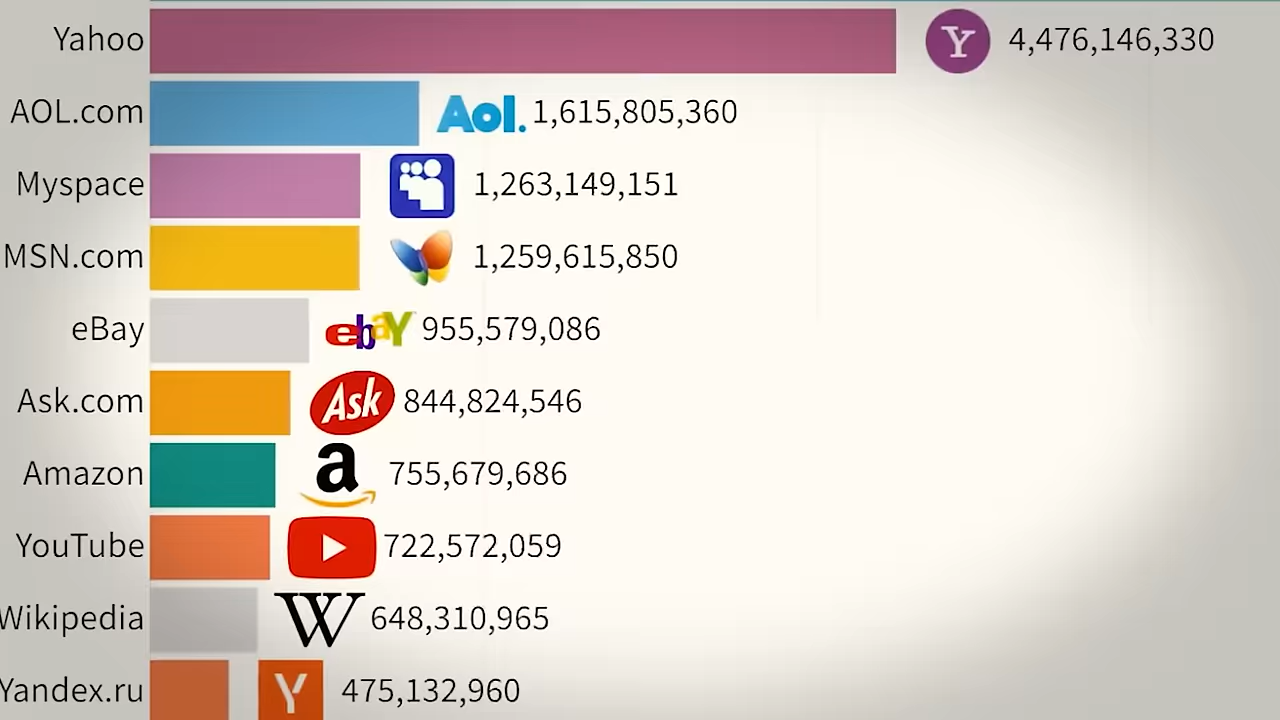 Yahoo Y 4,476,146,330
AOL.com Aol. 1,615,805,360
Myspace 1,263,149,151
MSN.com 1,259,615,850
eBay ebaY 955,579,086
Ask.com Ask 844,824,546
Amazon a 755,679,686
YouTube 722,572,059
Wikipedia W 648,310,965
Yandex.ru Y 475,132,960